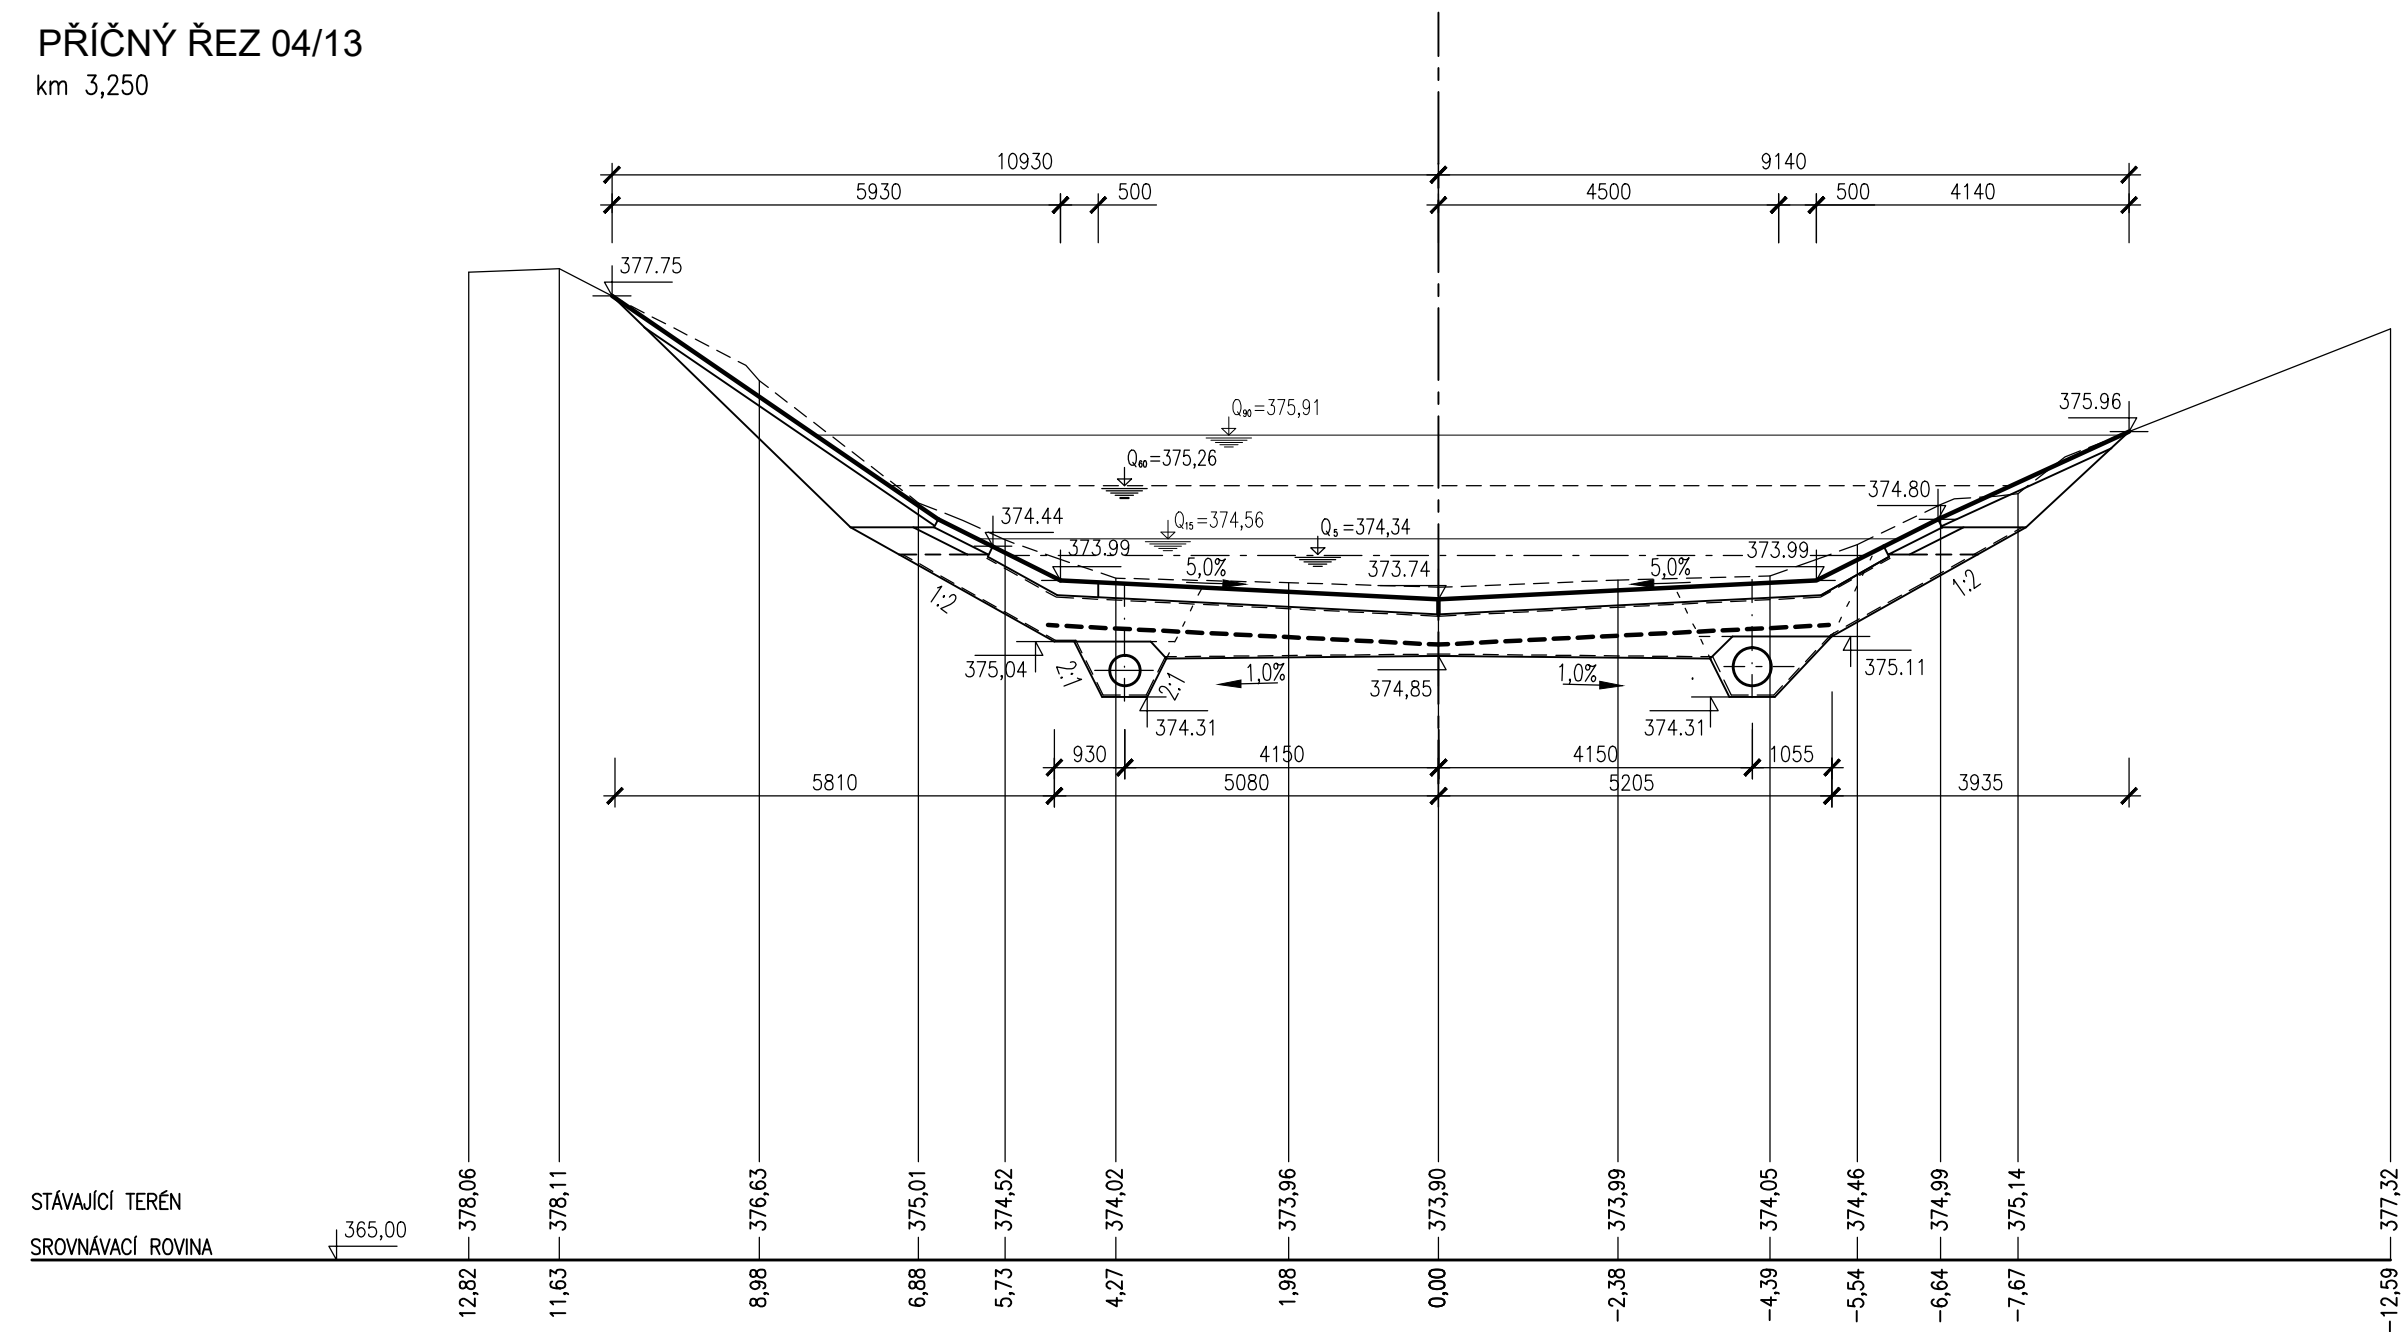 PŘÍČNÝ ŘEZ 04/13
km 3,250
10930 9140
5930 500 4500 500 4140
377.75
375.96
Q₉₀=375,91
Q₆₀=375,26
374.80
374.44 Q₁₅=374,56 Q₅=374,34
373.99 373.99
5,0% 373.74 5,0%
1:2 1:2
375,04 2:1 2:1 1,0% 374,85 1,0% 375.11
374.31 374.31
930 4150 4150 1055
5810 5080 5205 3935
STÁVAJÍCÍ TERÉN 378,06 378,11 376,63 375,01 374,52 374,02 373,96 373,90 373,99 374,05 374,46 374,99 375,14 377,32
365,00
SROVNÁVACÍ ROVINA
12,82 11,63 8,98 6,88 5,73 4,27 1,98 0,00 -2,38 -4,39 -5,54 -6,64 -7,67 -12,59